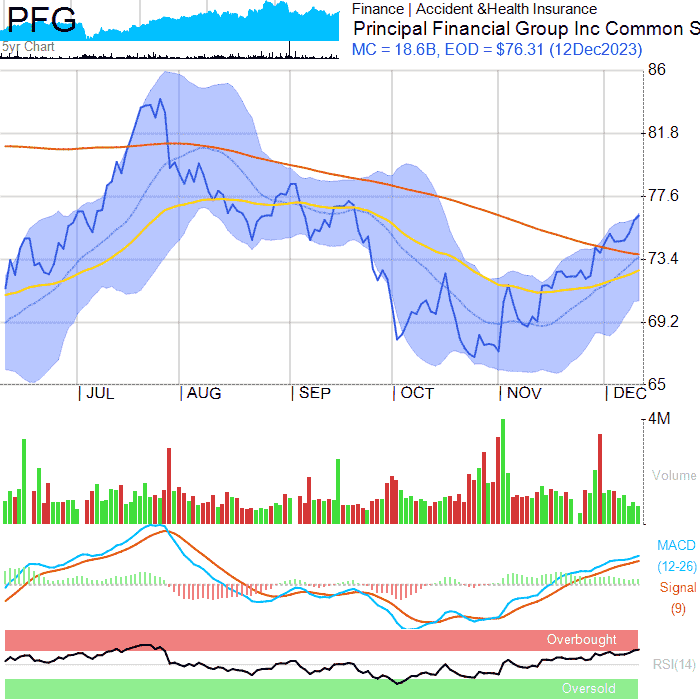 PFG
5yr Chart
Finance | Accident &Health Insurance
Principal Financial Group Inc Common S
MC = 18.6B, EOD = $76.31 (12Dec2023)
86
81.8
77.6
73.4
69.2
65
JUL AUG SEP OCT NOV DEC
4M
Volume
MACD
(12-26)
Signal
(9)
Overbought
RSI(14)
Oversold